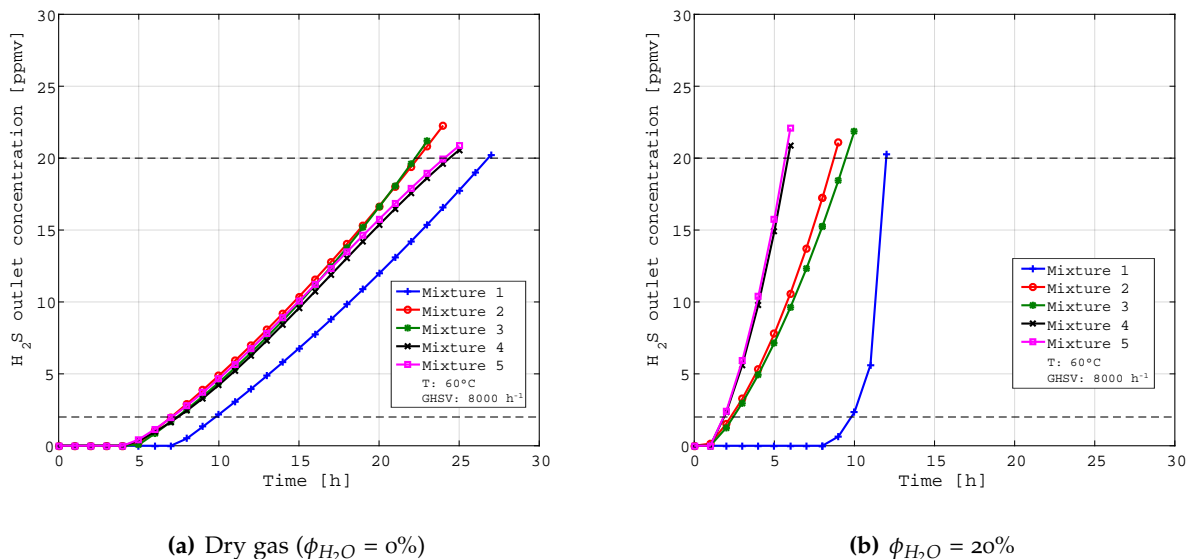 H₂S outlet concentration [ppmv]
30
25
20
15
10
5
0
0 5 10 15 20 25 30
Time [h]
Mixture 1
Mixture 2
Mixture 3
Mixture 4
Mixture 5
T: 60°C
GHSV: 8000 h⁻¹
(a) Dry gas (ϕH₂O = 0%)
H₂S outlet concentration [ppmv]
30
25
20
15
10
5
0
0 5 10 15 20 25 30
Time [h]
Mixture 1
Mixture 2
Mixture 3
Mixture 4
Mixture 5
T: 60°C
GHSV: 8000 h⁻¹
(b) ϕH₂O = 20%